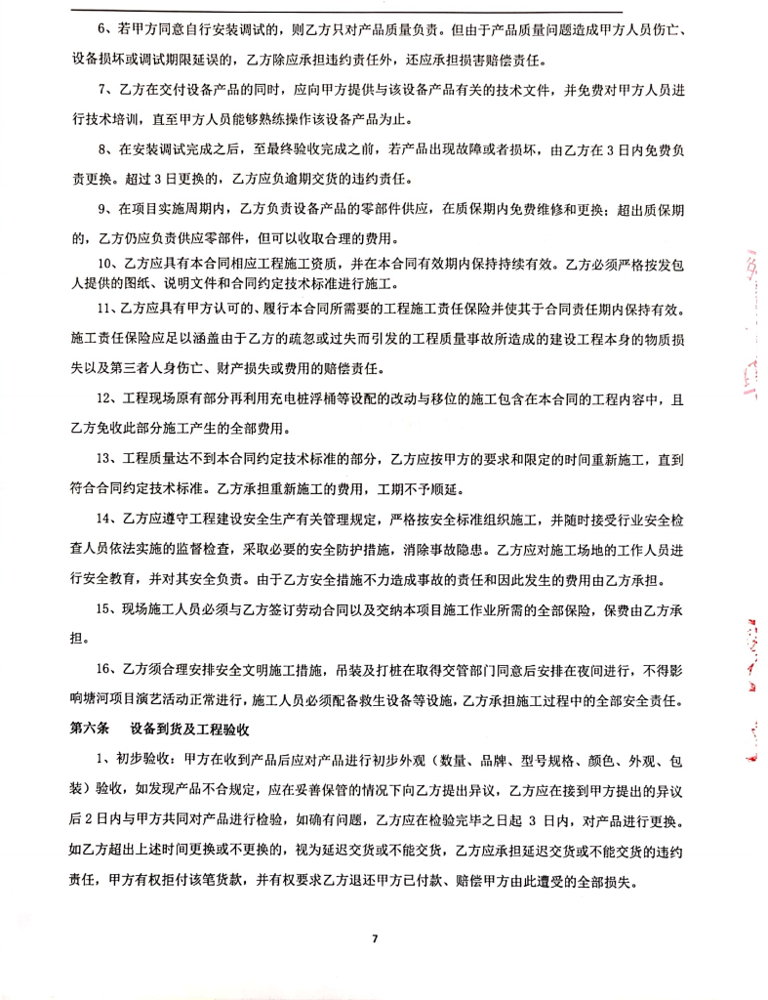 6、若甲方同意自行安装调试的，则乙方只对产品质量负责。但由于产品质量问题造成甲方人员伤亡、
设备损坏或调试期限延误的，乙方除应承担违约责任外，还应承担损害赔偿责任。
7、乙方在交付设备产品的同时，应向甲方提供与该设备产品有关的技术文件，并免费对甲方人员进
行技术培训，直至甲方人员能够熟练操作该设备产品为止。
8、在安装调试完成之后，至最终验收完成之前，若产品出现故障或者损坏，由乙方在 3 日内免费负
责更换。超过 3 日更换的，乙方应负逾期交货的违约责任。
9、在项目实施周期内，乙方负责设备产品的零部件供应，在质保期内免费维修和更换；超出质保期
的，乙方仍应负责供应零部件，但可以收取合理的费用。
10、乙方应具有本合同相应工程施工资质，并在本合同有效期内保持持续有效。乙方必须严格按发包
人提供的图纸、说明文件和合同约定技术标准进行施工。
11、乙方应具有甲方认可的、履行本合同所需要的工程施工责任保险并使其于合同责任期内保持有效。
施工责任保险应足以涵盖由于乙方的疏忽或过失而引发的工程质量事故所造成的建设工程本身的物质损
失以及第三者人身伤亡、财产损失或费用的赔偿责任。
12、工程现场原有部分再利用充电桩浮桶等设配的改动与移位的施工包含在本合同的工程内容中，且
乙方免收此部分施工产生的全部费用。
13、工程质量达不到本合同约定技术标准的部分，乙方应按甲方的要求和限定的时间重新施工，直到
符合合同约定技术标准。乙方承担重新施工的费用，工期不予顺延。
14、乙方应遵守工程建设安全生产有关管理规定，严格按安全标准组织施工，并随时接受行业安全检
查人员依法实施的监督检查，采取必要的安全防护措施，消除事故隐患。乙方应对施工场地的工作人员进
行安全教育，并对其安全负责。由于乙方安全措施不力造成事故的责任和因此发生的费用由乙方承担。
15、现场施工人员必须与乙方签订劳动合同以及交纳本项目施工作业所需的全部保险，保费由乙方承
担。
16、乙方须合理安排安全文明施工措施，吊装及打桩在取得交管部门同意后安排在夜间进行，不得影
响塘河项目演艺活动正常进行，施工人员必须配备救生设备等设施，乙方承担施工过程中的全部安全责任。
第六条 设备到货及工程验收
1、初步验收：甲方在收到产品后应对产品进行初步外观（数量、品牌、型号规格、颜色、外观、包
装）验收，如发现产品不合规定，应在妥善保管的情况下向乙方提出异议，乙方应在接到甲方提出的异议
后 2 日内与甲方共同对产品进行检验，如确有问题，乙方应在检验完毕之日起 3 日内，对产品进行更换。
如乙方超出上述时间更换或不更换的，视为延迟交货或不能交货，乙方应承担延迟交货或不能交货的违约
责任，甲方有权拒付该笔货款，并有权要求乙方退还甲方已付款、赔偿甲方由此遭受的全部损失。
7